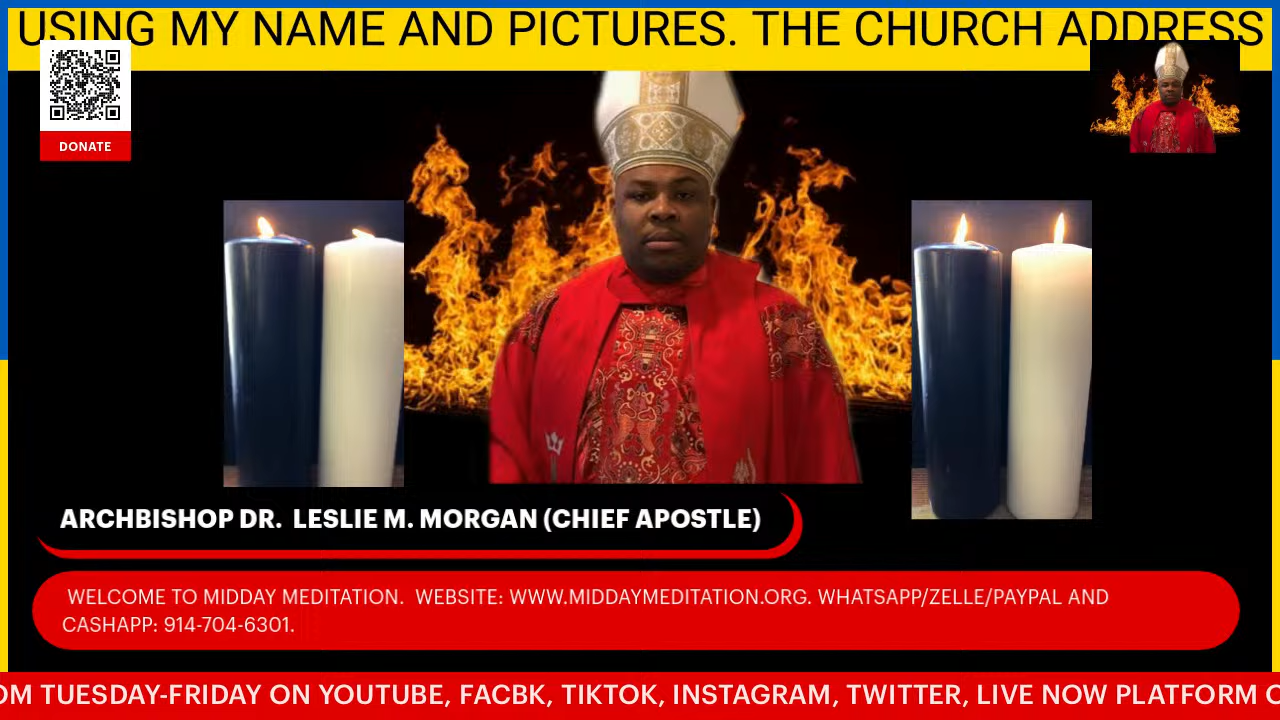 USING MY NAME AND PICTURES. THE CHURCH ADDRESS
DONATE
ARCHBISHOP DR. LESLIE M. MORGAN (CHIEF APOSTLE)
WELCOME TO MIDDAY MEDITATION. WEBSITE: WWW.MIDDAYMEDITATION.ORG. WHATSAPP/ZELLE/PAYPAL AND
CASHAPP: 914-704-6301.
OM TUESDAY-FRIDAY ON YOUTUBE, FACBK, TIKTOK, INSTAGRAM, TWITTER, LIVE NOW PLATFORM